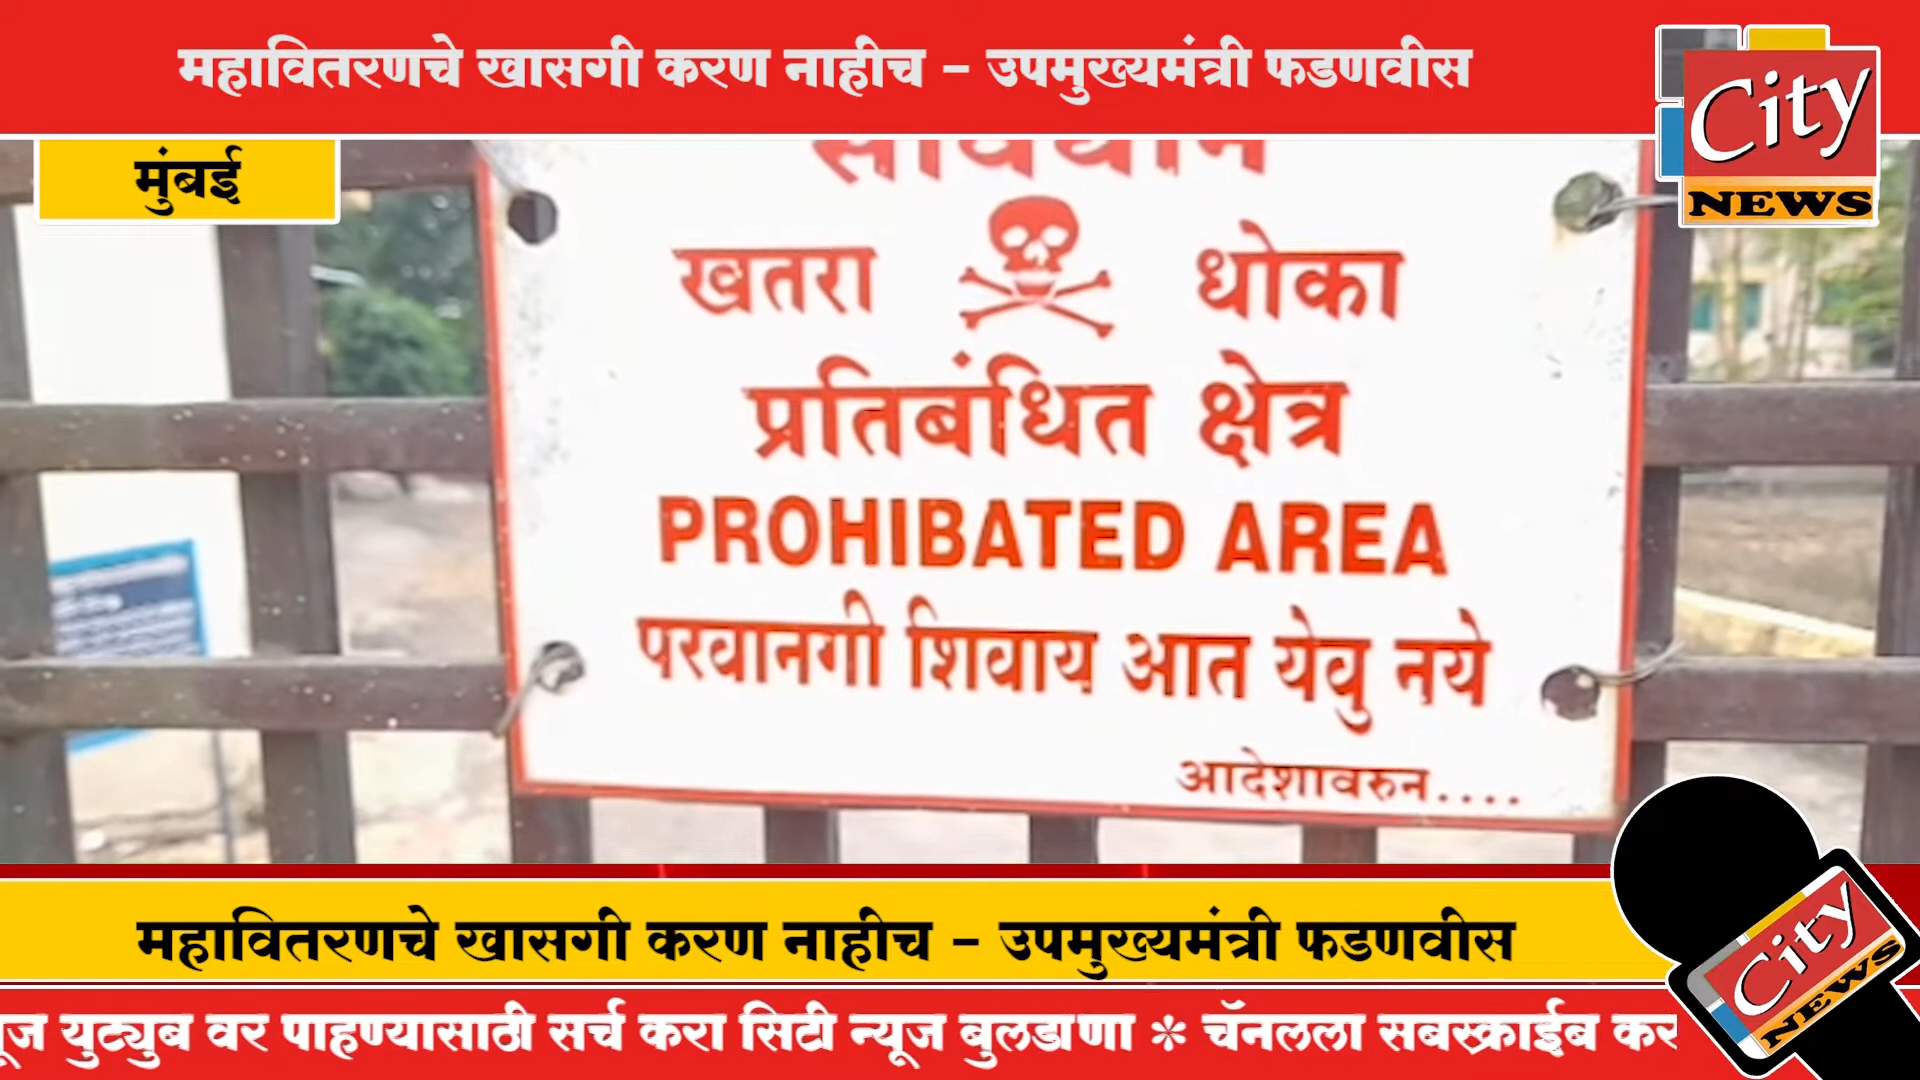 महावितरणचे खासगी करण नाहीच - उपमुख्यमंत्री फडणवीस
City
NEWS
मुंबई
सावधान
खतरा धोका
प्रतिबंधित क्षेत्र
PROHIBATED AREA
परवानगी शिवाय आत येवु नये
आदेशावरुन....
महावितरणचे खासगी करण नाहीच - उपमुख्यमंत्री फडणवीस
City
NEWS
युट्युब वर पाहण्यासाठी सर्च करा सिटी न्यूज बुलडाणा * चॅनलला सबस्क्राईब